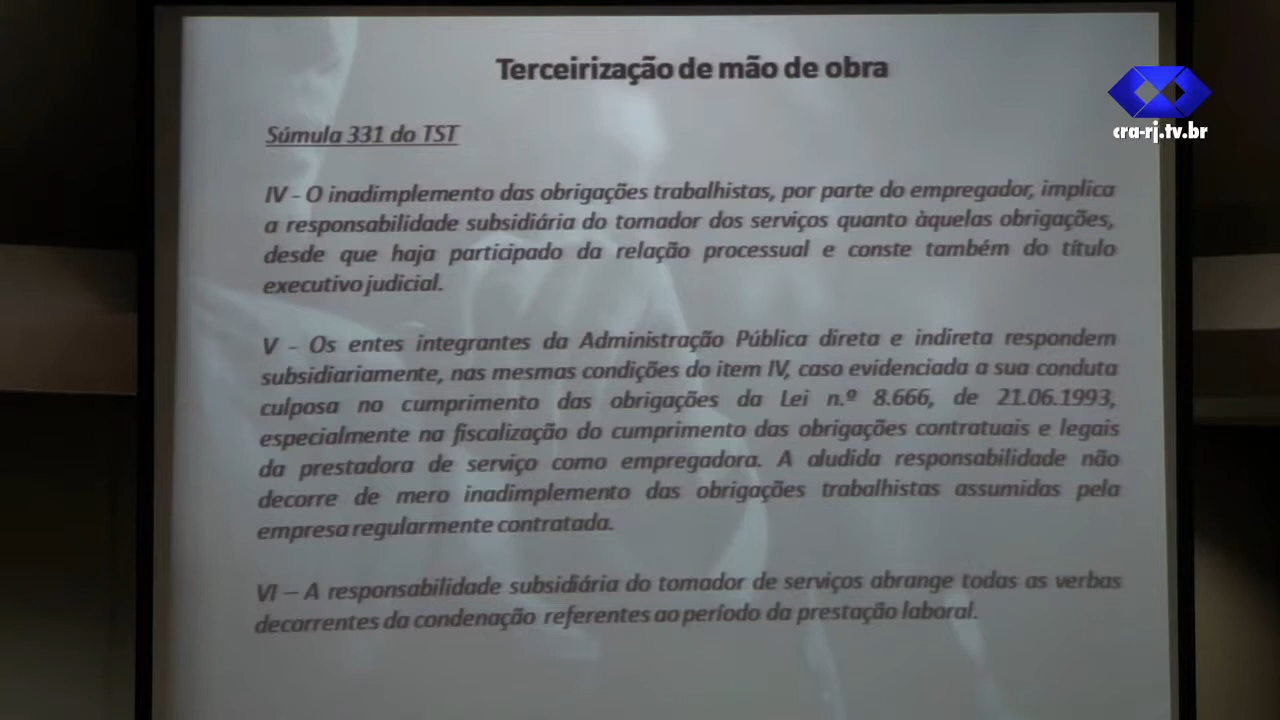 Terceirização de mão de obra
cra-rj.tv.br
Súmula 331 do TST
IV - O inadimplemento das obrigações trabalhistas, por parte do empregador, implica
a responsabilidade subsidiária do tomador dos serviços quanto àquelas obrigações,
desde que haja participado da relação processual e conste também do título
executivo judicial.
V - Os entes integrantes da Administração Pública direta e indireta respondem
subsidiariamente, nas mesmas condições do item IV, caso evidenciada a sua conduta
culposa no cumprimento das obrigações da Lei n.º 8.666, de 21.06.1993,
especialmente na fiscalização do cumprimento das obrigações contratuais e legais
da prestadora de serviço como empregadora. A aludida responsabilidade não
decorre de mero inadimplemento das obrigações trabalhistas assumidas pela
empresa regularmente contratada.
VI – A responsabilidade subsidiária do tomador de serviços abrange todas as verbas
decorrentes da condenação referentes ao período da prestação laboral.